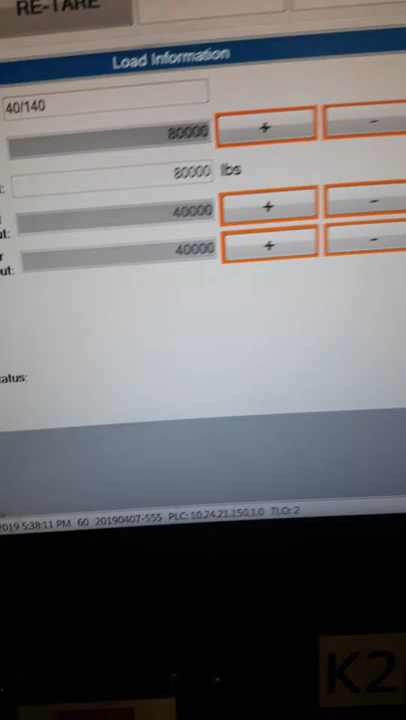 RE-TARE
Load Information
40/140
80000 + -
t: 80000 lbs
ut: 40000 + -
r
ut: 40000 + -
tatus:
2019 5:38:11 PM 60 20190407-555 PLC: 10.24.21.150.1.0 TLO: 2
K2